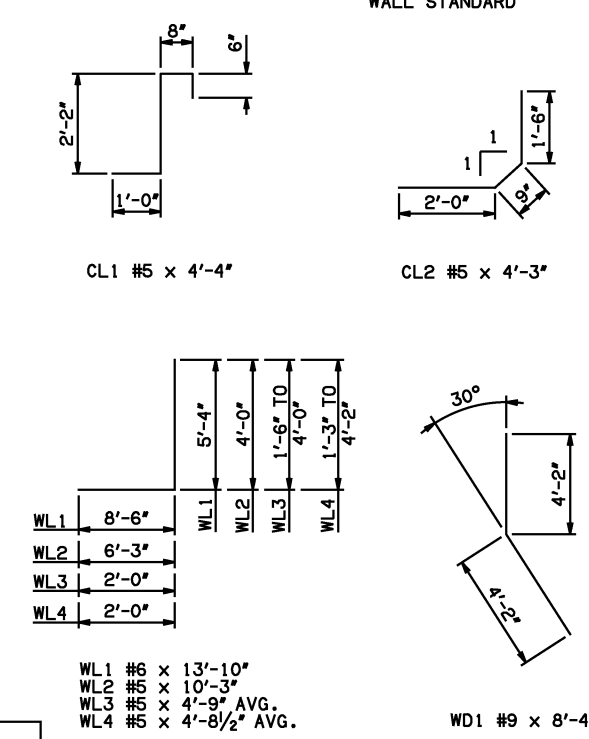 WALL STANDARD
8"
6"
2'-2"
1'-0"
CL1 #5 x 4'-4"
1
1
1'-6"
9"
2'-0"
CL2 #5 x 4'-3"
5'-4"
4'-0"
1'-6" TO
4'-0"
1'-3" TO
4'-2"
WL1
WL2
WL3
WL4
WL1 8'-6"
WL2 6'-3"
WL3 2'-0"
WL4 2'-0"
WL1 #6 x 13'-10"
WL2 #5 x 10'-3"
WL3 #5 x 4'-9" AVG.
WL4 #5 x 4'-8½" AVG.
30°
4'-2"
4'-2"
WD1 #9 x 8'-4